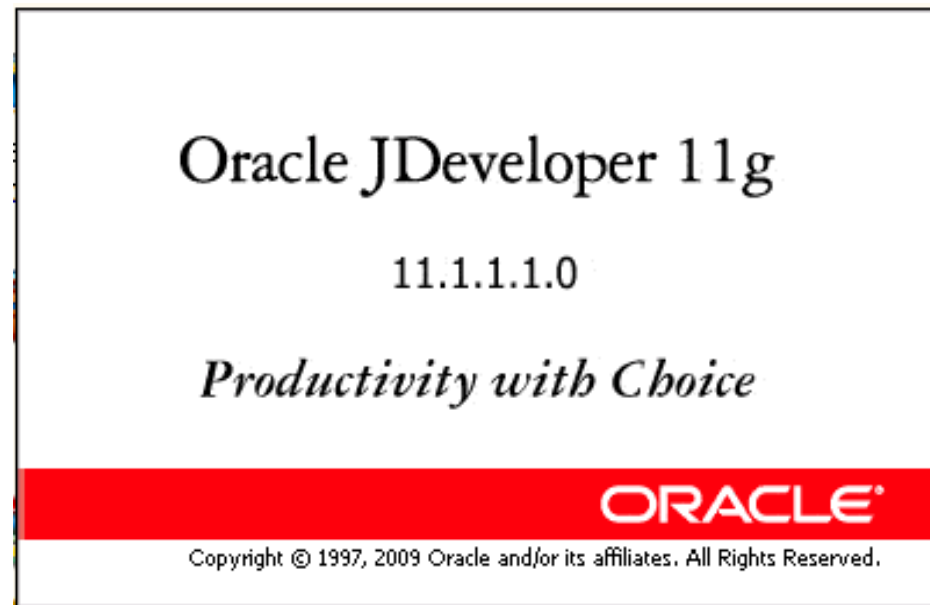 Oracle JDeveloper 11g
11.1.1.1.0
Productivity with Choice
ORACLE®
Copyright © 1997, 2009 Oracle and/or its affiliates. All Rights Reserved.